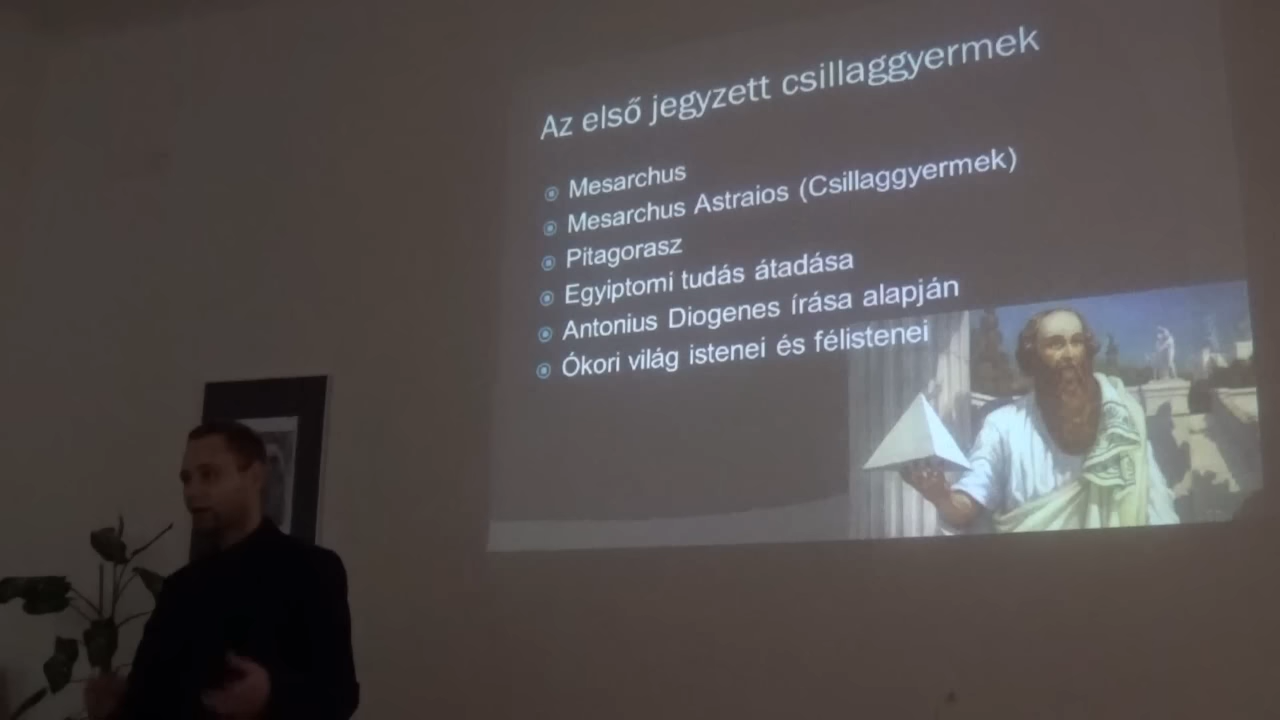 Az első jegyzett csillaggyermek
Mesarchus
Mesarchus Astraios (Csillaggyermek)
Pitagorasz
Egyiptomi tudás átadása
Antonius Diogenes írása alapján
Ókori világ istenei és félistenei